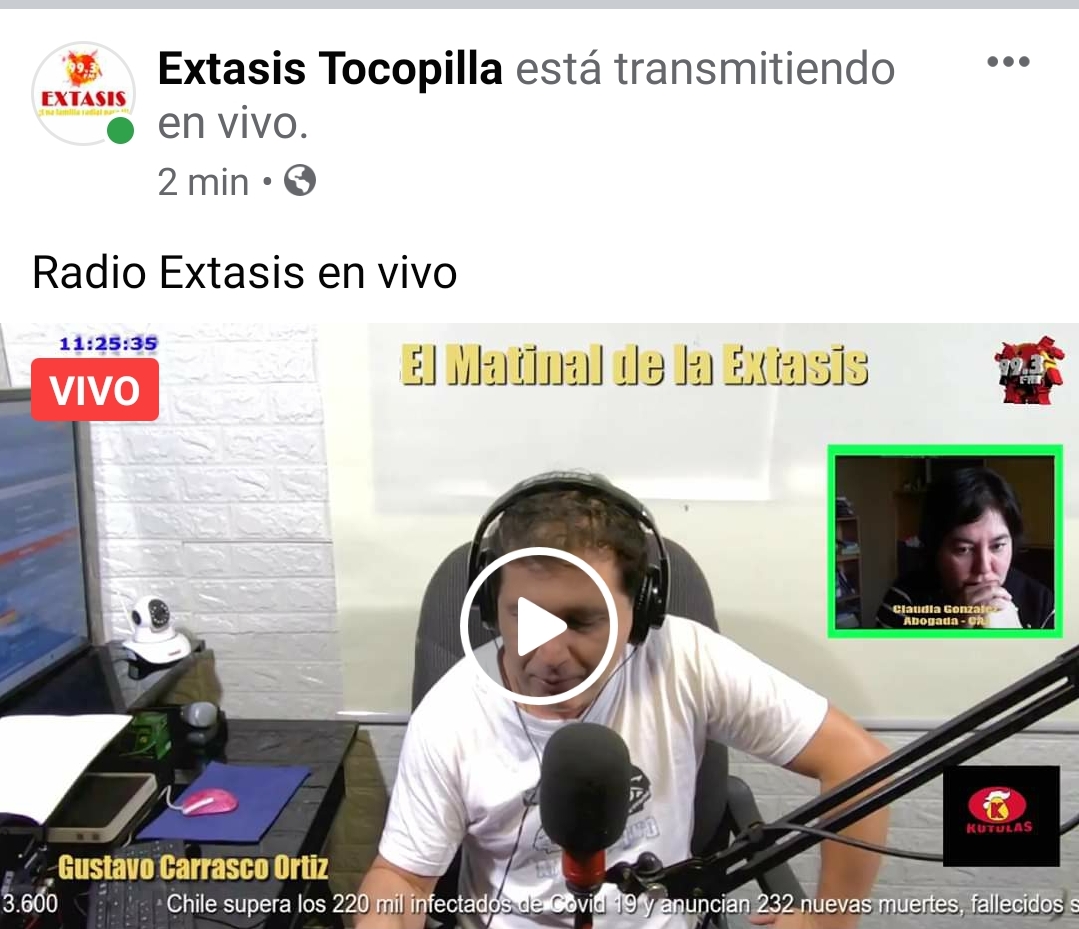 99.3
FM
EXTASIS
Extasis Tocopilla está transmitiendo
en vivo.
2 min •
Radio Extasis en vivo
11:25:35
VIVO
El Matinal de la Extasis
99.3
FM
Claudia Gonzalez
Abogada -
K
KUTULAS
Gustavo Carrasco Ortiz
3.600 Chile supera los 220 mil infectados de Covid 19 y anuncian 232 nuevas muertes, fallecidos s